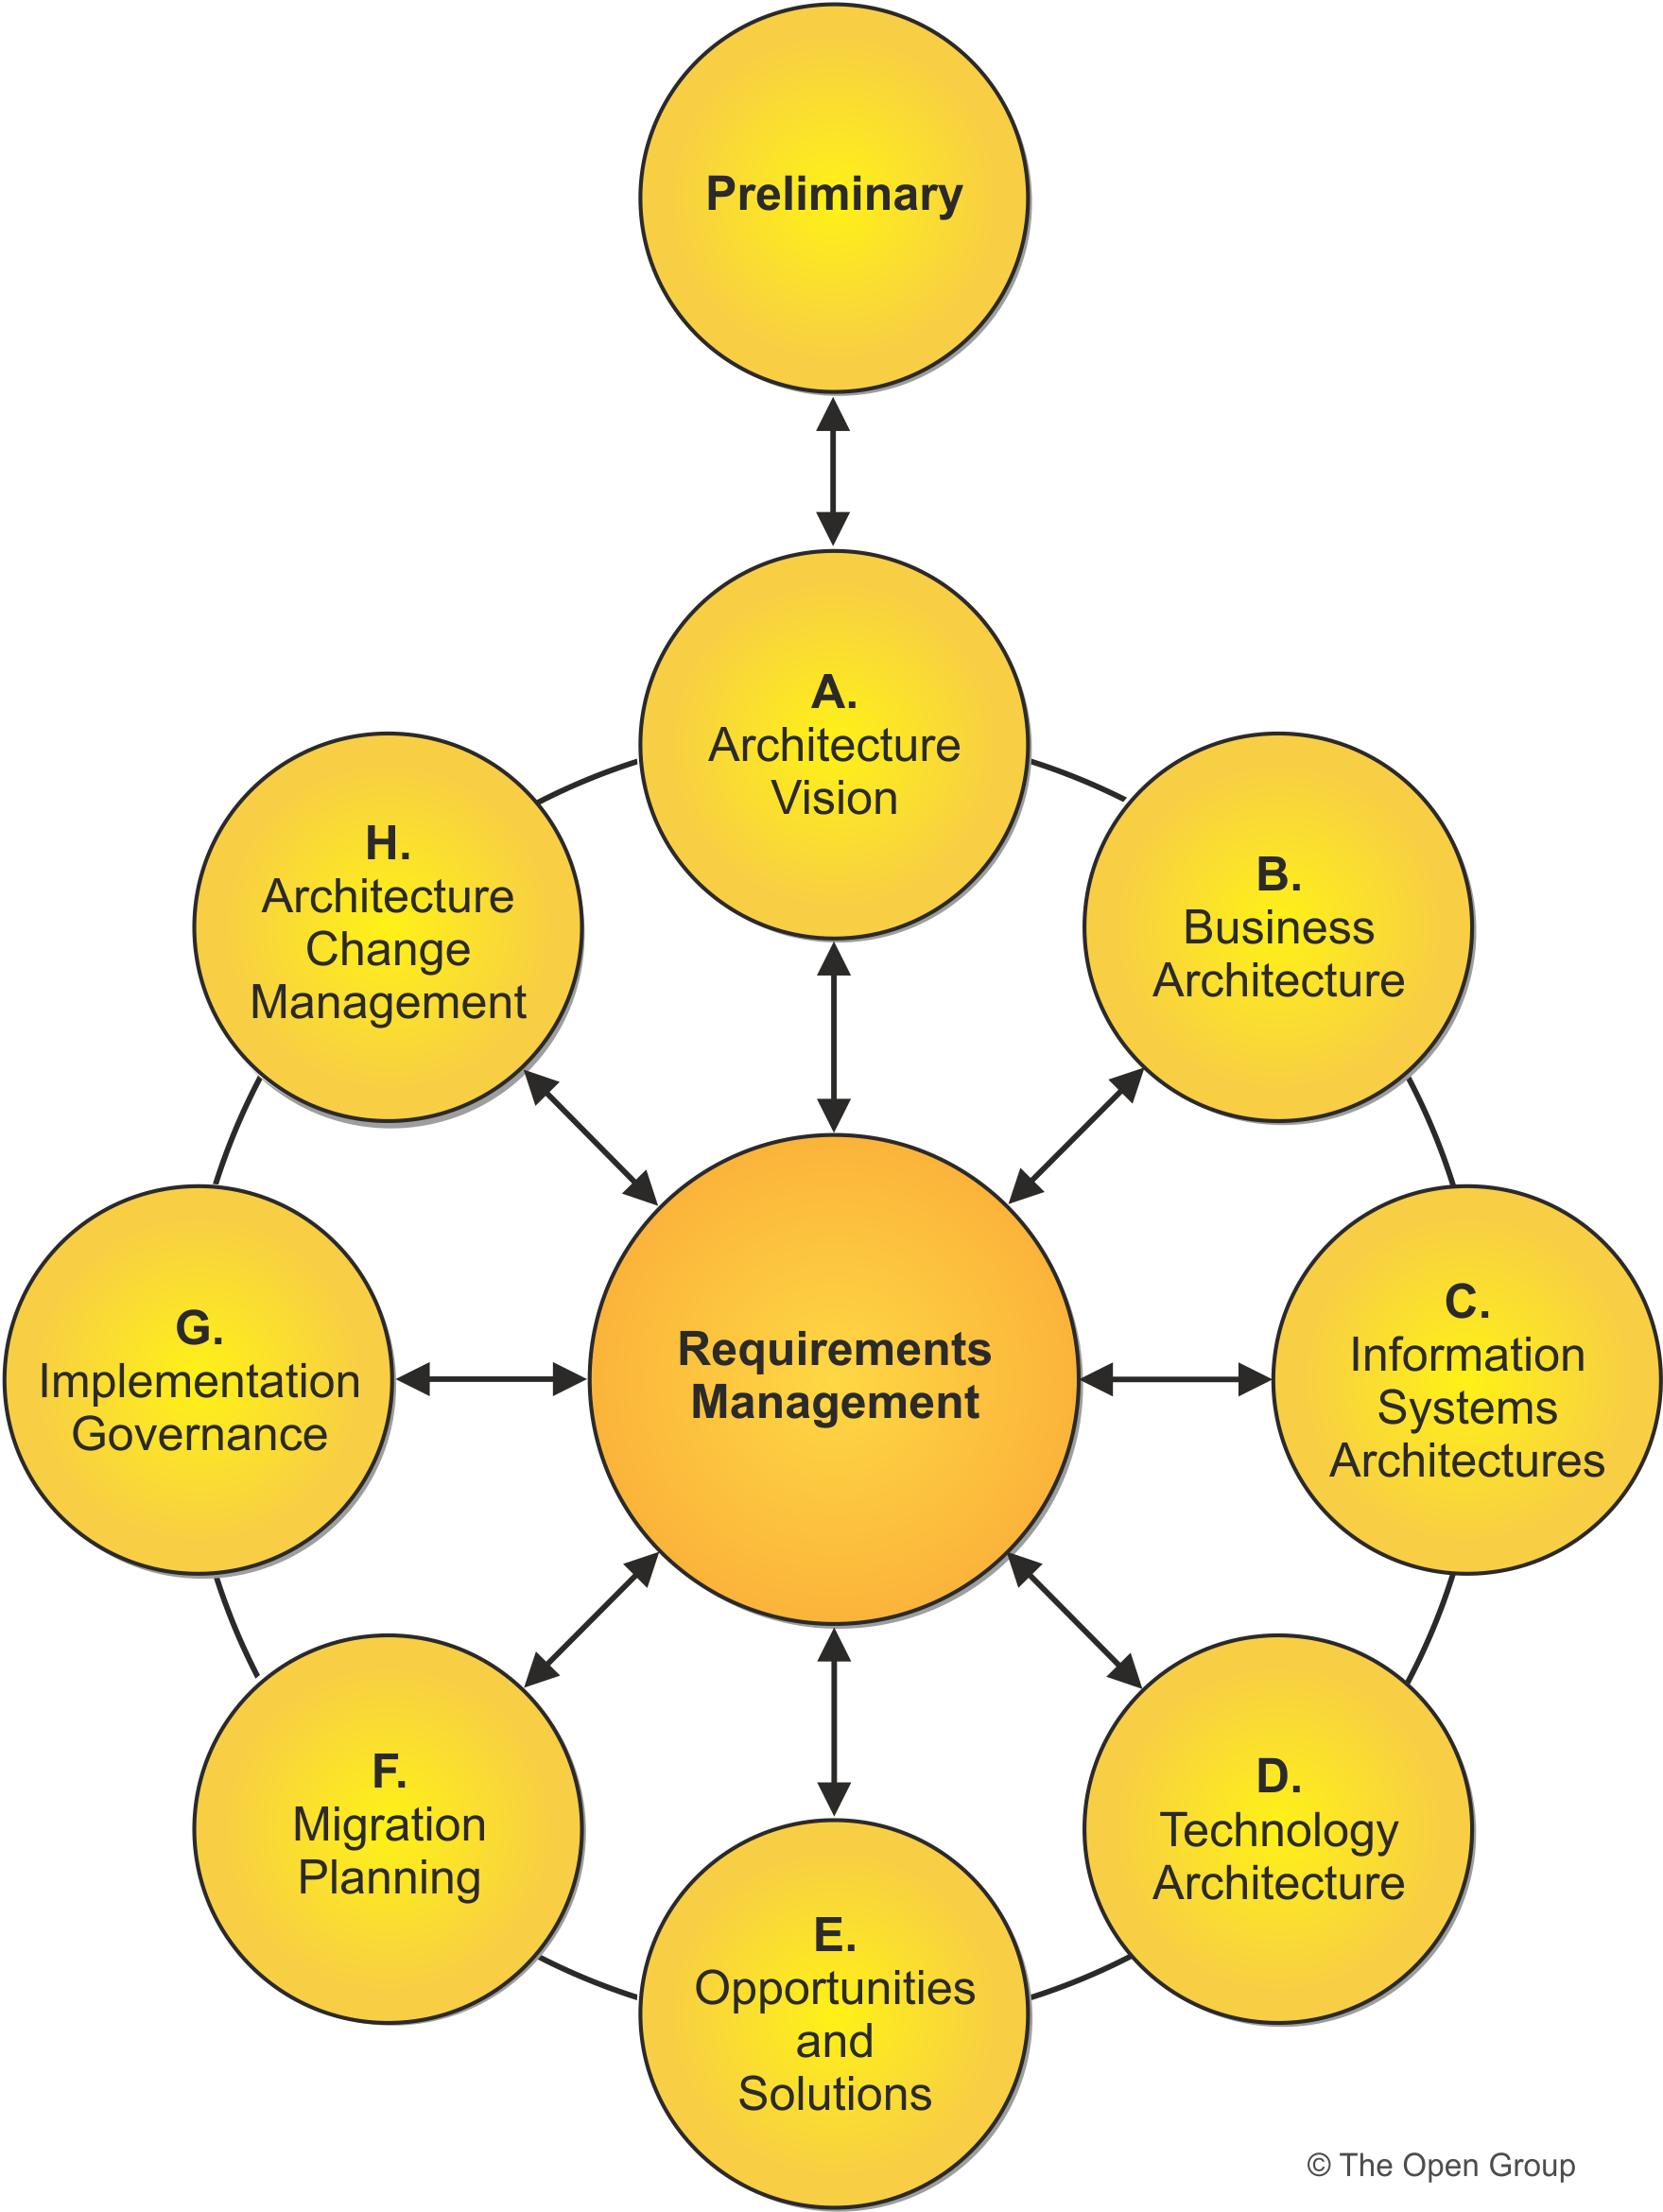 Preliminary
A.
Architecture
Vision
B.
Business
Architecture
C.
Information
Systems
Architectures
D.
Technology
Architecture
E.
Opportunities
and
Solutions
F.
Migration
Planning
G.
Implementation
Governance
H.
Architecture
Change
Management
Requirements
Management
© The Open Group